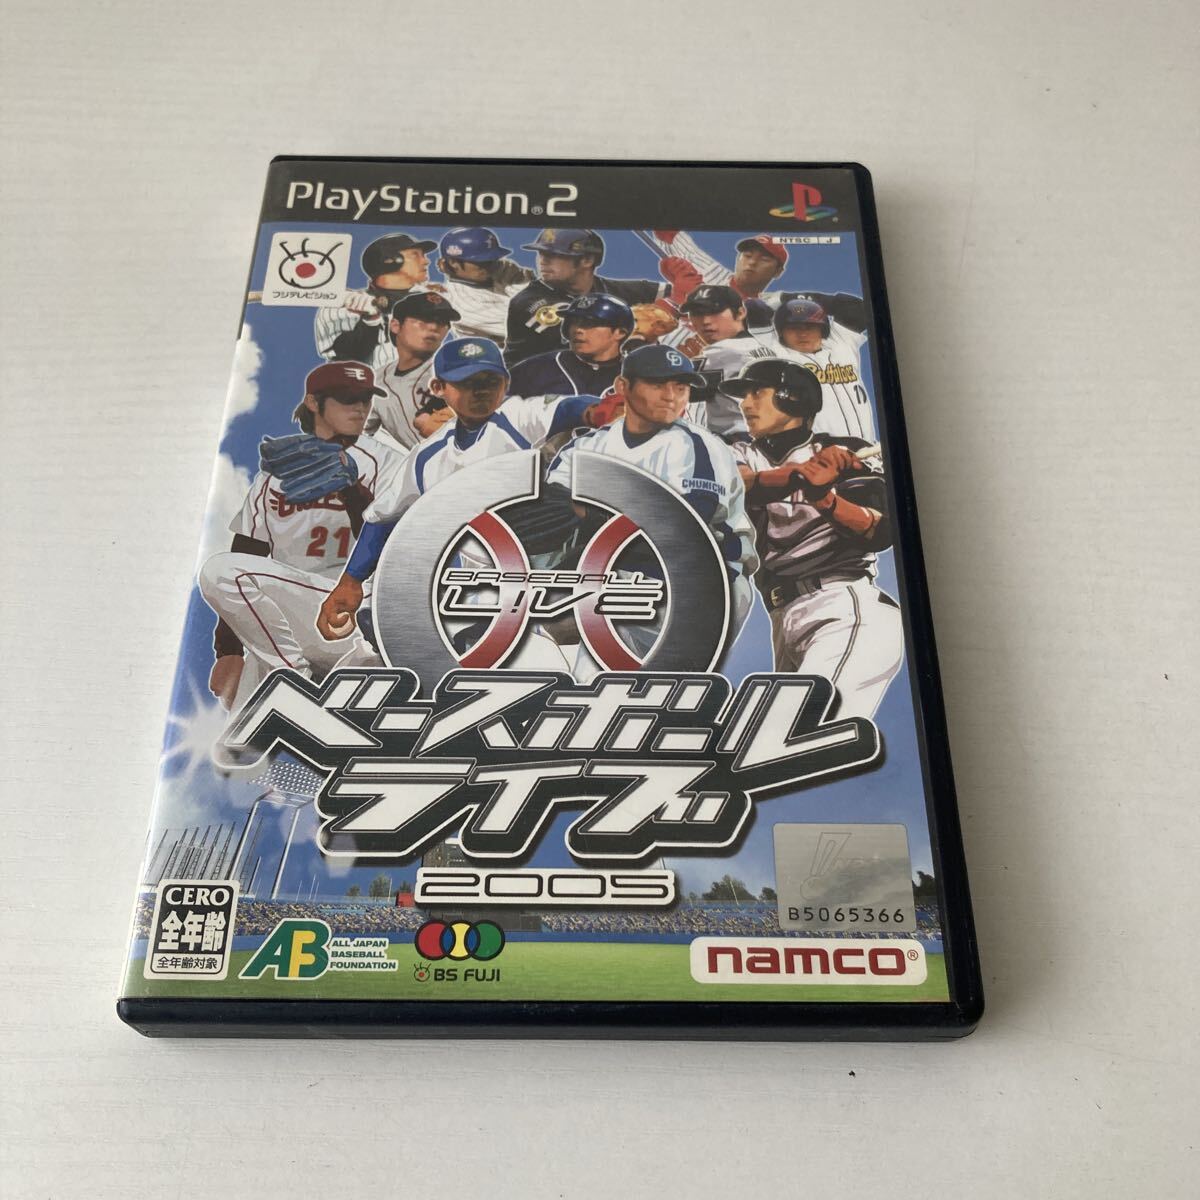 PlayStation®2
NTSC J
フジテレビジョン
21
CHUNICHI
BASEBALL
L!VE
ベースボール
ライブ
2005
B5065366
CERO
全年齢
全年齢対象
AB
ALL JAPAN
BASEBALL
FOUNDATION
BS FUJI
namco®